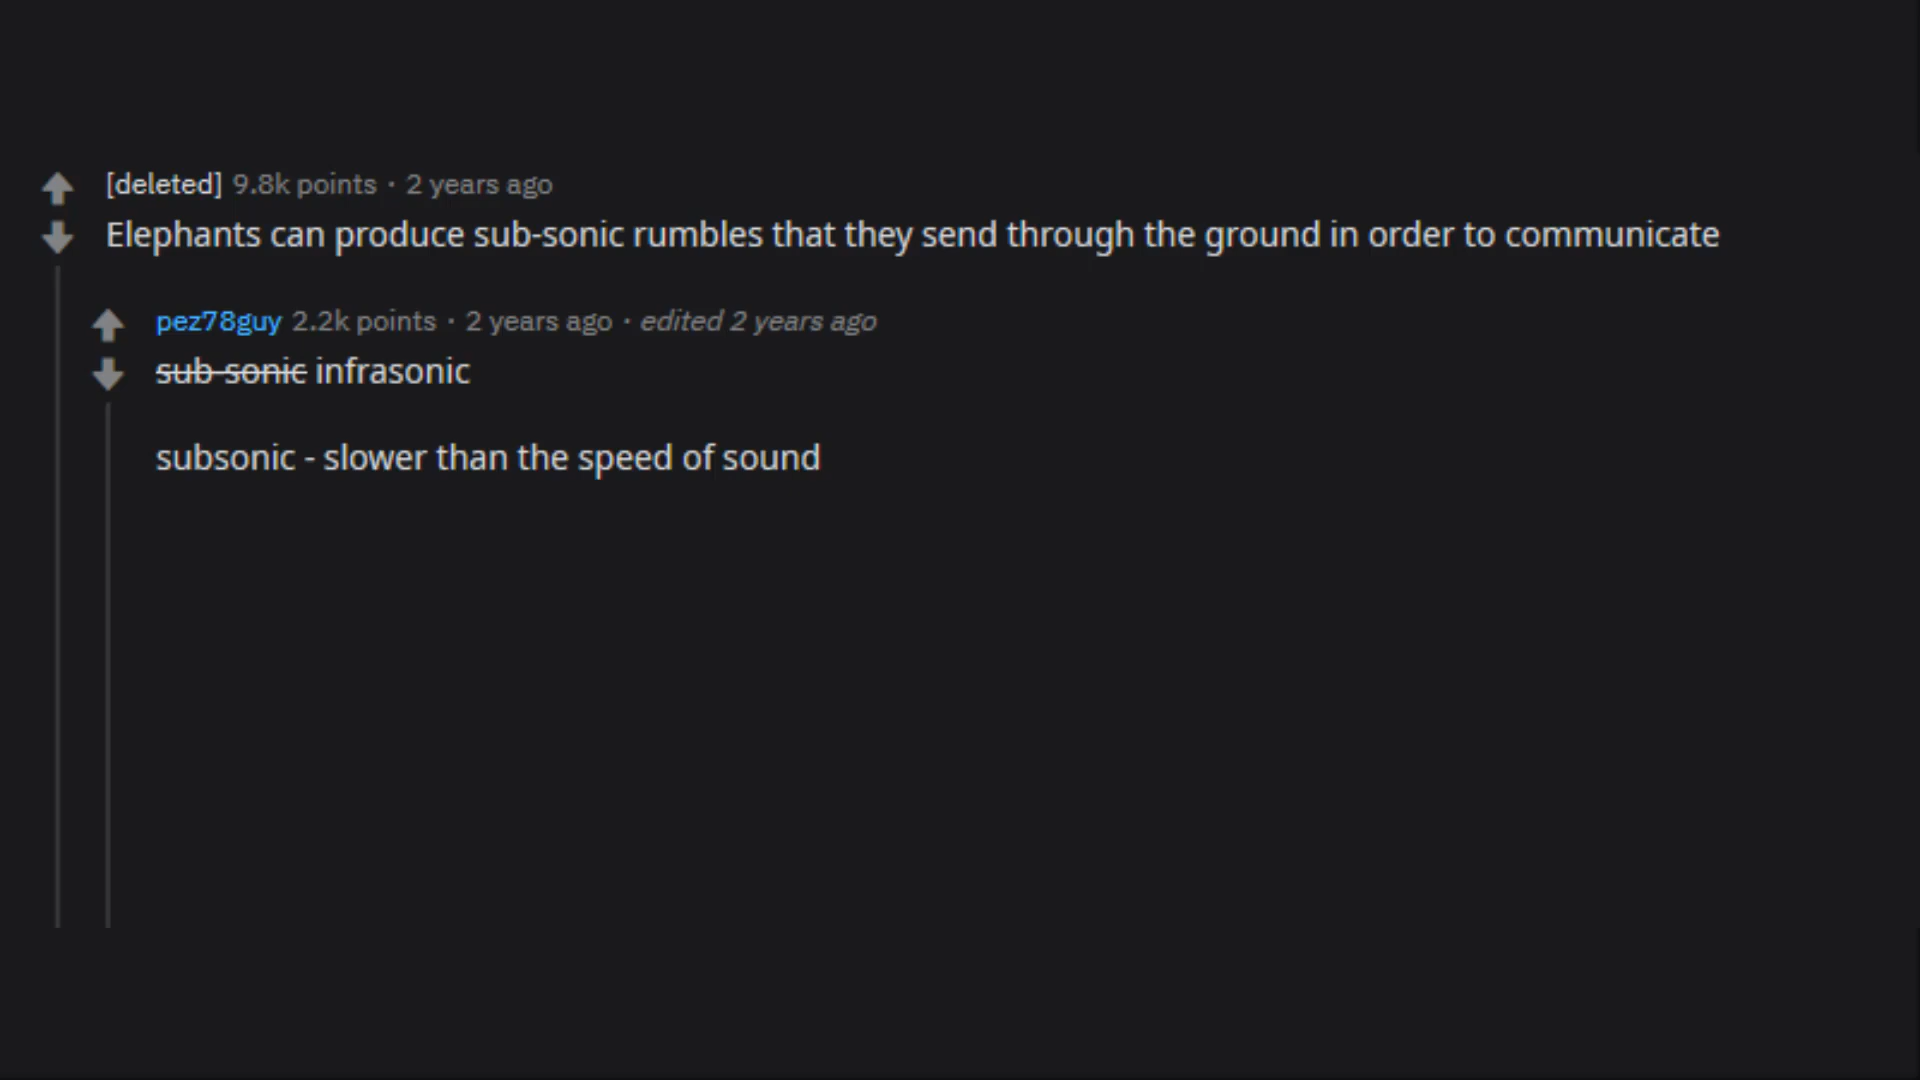 [deleted] 9.8k points · 2 years ago
Elephants can produce sub-sonic rumbles that they send through the ground in order to communicate
pez78guy 2.2k points · 2 years ago · edited 2 years ago
sub-sonic infrasonic
subsonic - slower than the speed of sound